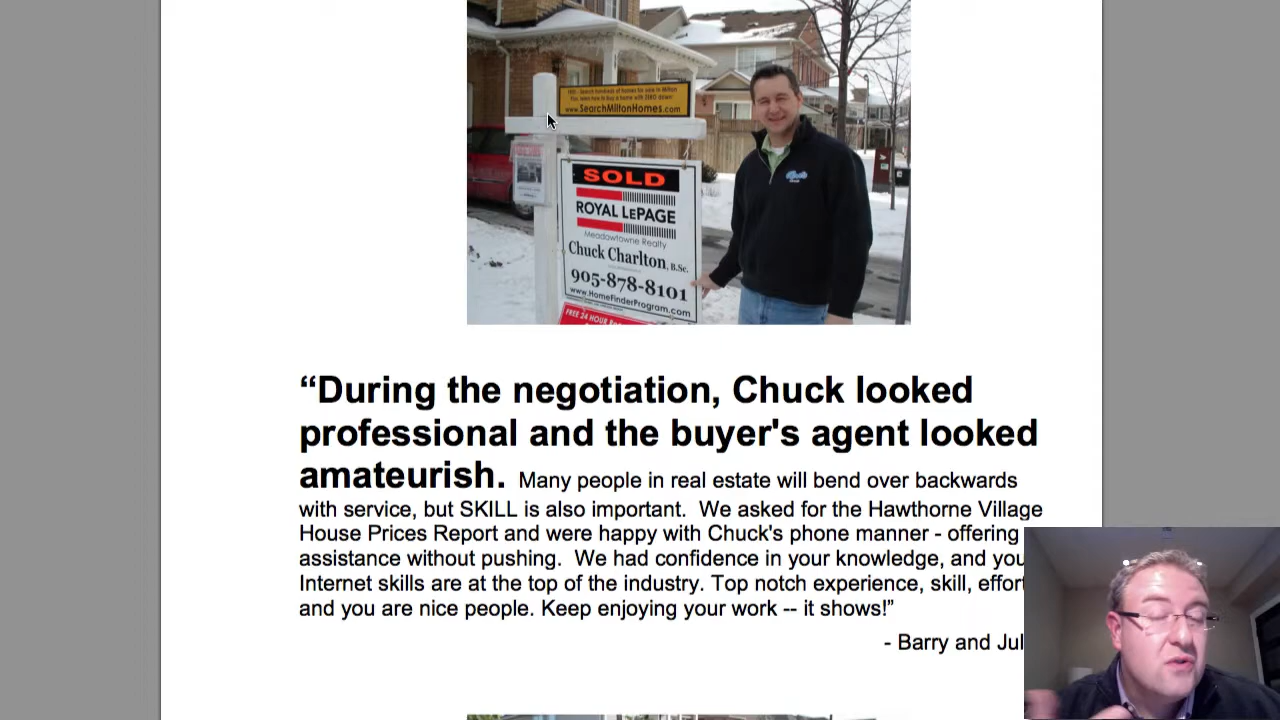 www.SearchMiltonHomes.com
SOLD
ROYAL LEPAGE
Meadowtowne Realty
Chuck Charlton, B.Sc.
905-878-8101
www.HomeFinderProgram.com
FREE 24 HOUR
“During the negotiation, Chuck looked
professional and the buyer's agent looked
amateurish. Many people in real estate will bend over backwards
with service, but SKILL is also important. We asked for the Hawthorne Village
House Prices Report and were happy with Chuck's phone manner - offering
assistance without pushing. We had confidence in your knowledge, and you
Internet skills are at the top of the industry. Top notch experience, skill, effort
and you are nice people. Keep enjoying your work -- it shows!”
- Barry and Jul